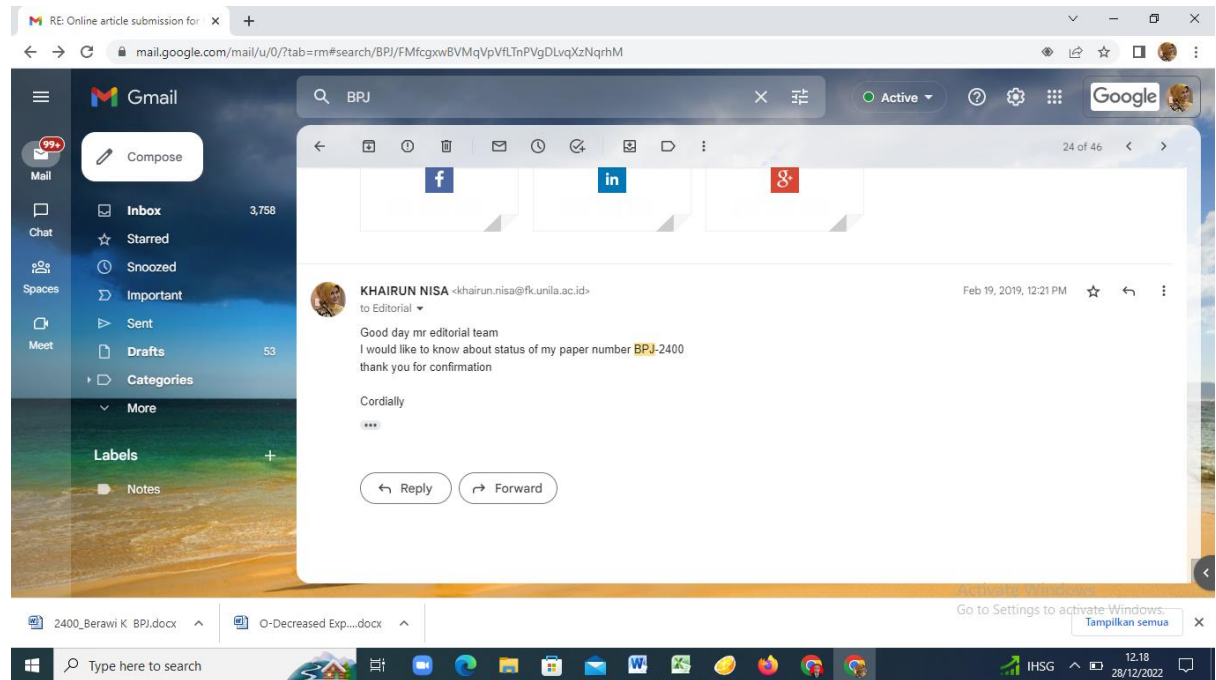 RE: Online article submission for
mail.google.com/mail/u/0/?tab=rm#search/BPJ/FMfcgxwBVMqVpVfLTnPVgDLvqXzNqrhM
Gmail
BPJ
Active
Google
99+
Mail
Compose
24 of 46
Chat
Inbox 3,758
Starred
Spaces
Snoozed
Important
Meet
Sent
Drafts 53
Categories
More
Labels
Notes
f
in
8+
KHAIRUN NISA <khairun.nisa@fk.unila.ac.id>
Feb 19, 2019, 12:21 PM
to Editorial
Good day mr editorial team
I would like to know about status of my paper number BPJ-2400
thank you for confirmation
Cordially
Reply
Forward
Activate Windows
Go to Settings to activate Windows.
2400_Berawi K BPJ.docx
O-Decreased Exp....docx
Tampilkan semua
Type here to search
IHSG
12.18
28/12/2022